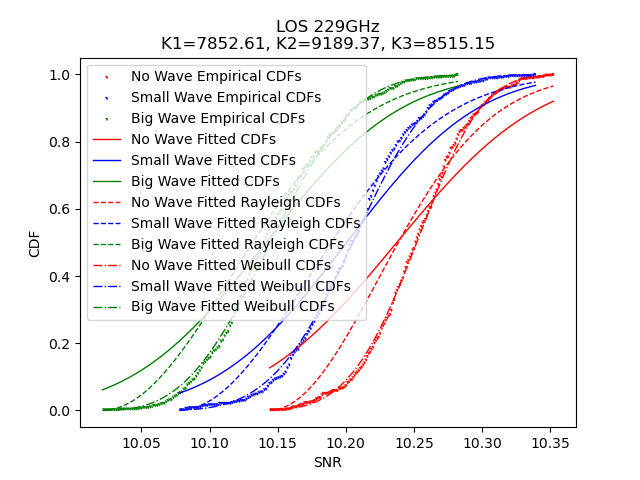 LOS 229GHz
K1=7852.61, K2=9189.37, K3=8515.15
1.0
0.8
0.6
0.4
0.2
0.0
CDF
No Wave Empirical CDFs
Small Wave Empirical CDFs
Big Wave Empirical CDFs
No Wave Fitted CDFs
Small Wave Fitted CDFs
Big Wave Fitted CDFs
No Wave Fitted Rayleigh CDFs
Small Wave Fitted Rayleigh CDFs
Big Wave Fitted Rayleigh CDFs
No Wave Fitted Weibull CDFs
Small Wave Fitted Weibull CDFs
Big Wave Fitted Weibull CDFs
10.05 10.10 10.15 10.20 10.25 10.30 10.35
SNR